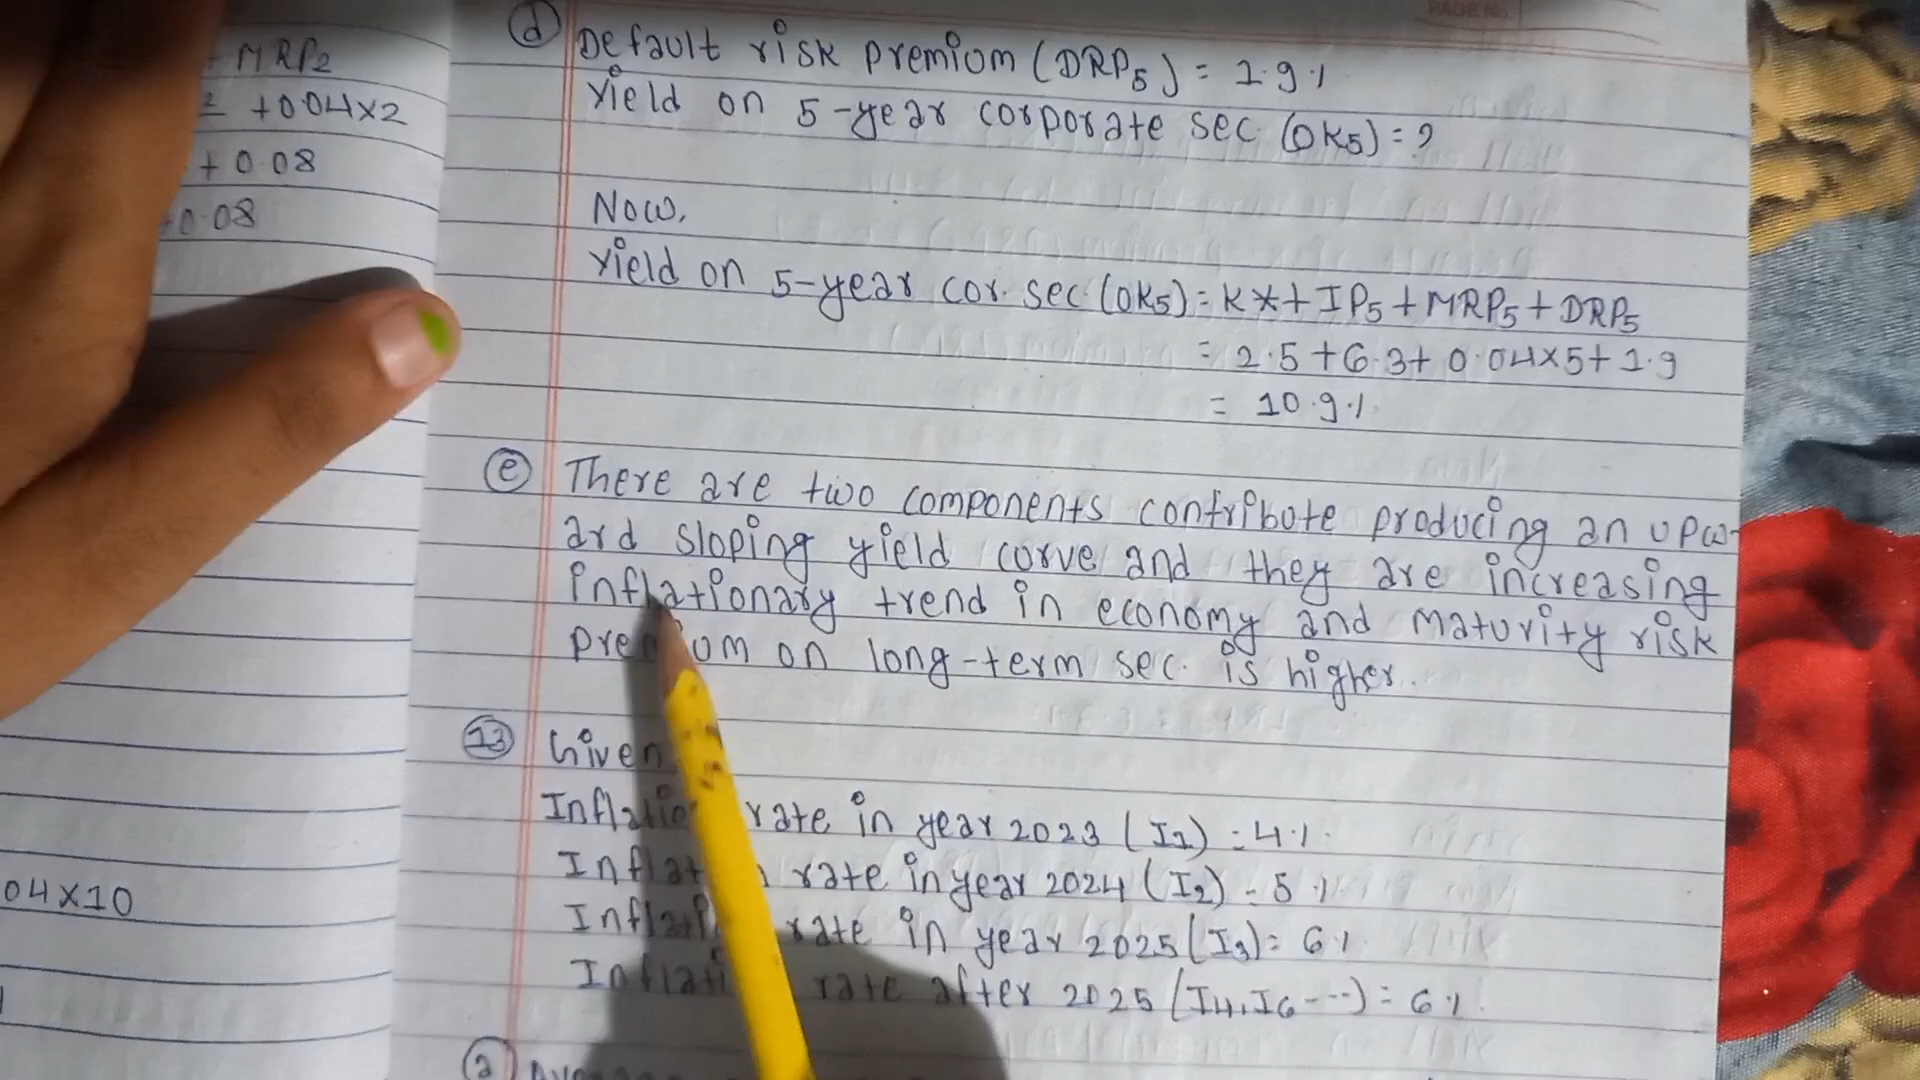 MRP2
2 +0.04×2
+ 0.08
+0.08
04×10
PAGE No.
(d) Default risk premium (DRP5) = 1.9%
Yield on 5-year corporate sec. (OK5) = ?
Now,
Yield on 5-year cor. sec. (OK5) = K*+IP5+MRP5+DRP5
= 2.5+6.3+0.04×5+1.9
= 10.9%
(e) There are two components contribute producing an upw-
ard sloping yield curve and they are increasing
inflationary trend in economy and maturity risk
on long-term sec. is higher.
(13) Given
rate in year 2023 (I1) = 4%.
rate in year 2024 (I2) = 5%
rate in year 2025 (I3) = 6%
rate after 2025 (I4, I6---) = 6%.
(a)